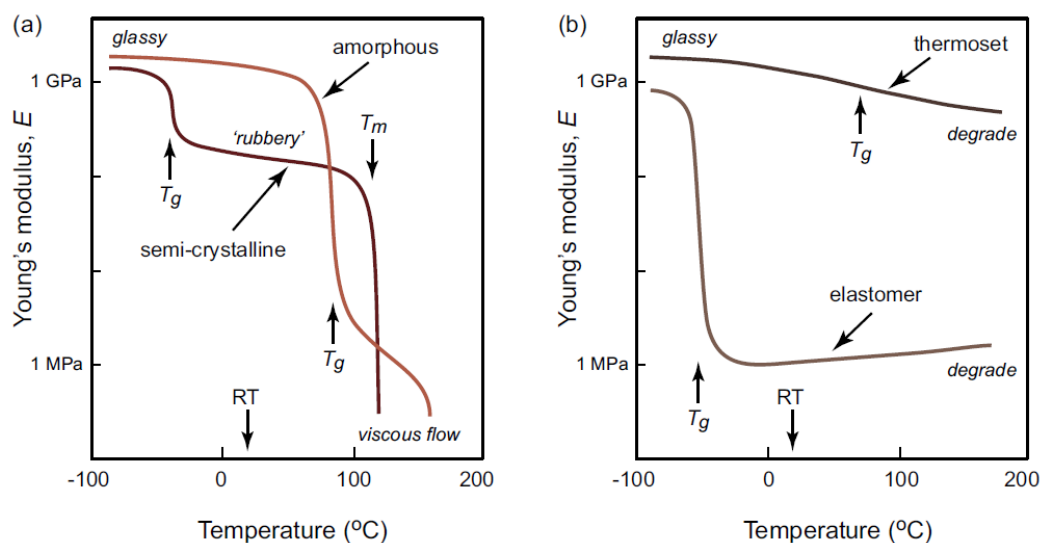 (a)
glassy
amorphous
1 GPa
Tm
'rubbery'
Tg
semi-crystalline
Young's modulus, E
Tg
1 MPa
RT
viscous flow
-100
0
100
200
Temperature (ºC)
(b)
glassy
thermoset
1 GPa
Tg
degrade
Young's modulus, E
elastomer
1 MPa
degrade
Tg
RT
-100
0
100
200
Temperature (ºC)